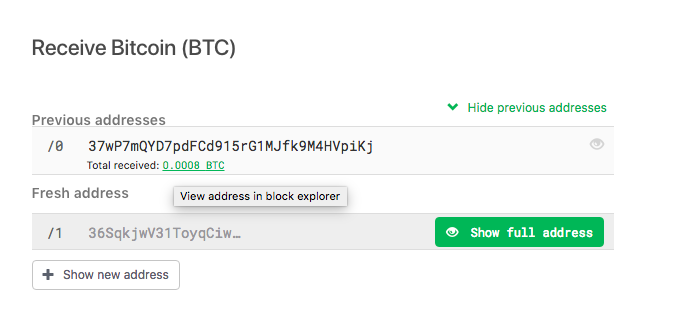 Receive Bitcoin (BTC)
Hide previous addresses
Previous addresses
/0 37wP7mQYD7pdFCd915rG1MJfk9M4HVpiKj
Total received: 0.0008 BTC
Fresh address
View address in block explorer
/1 36SqkjwV31ToyqCiw… Show full address
Show new address